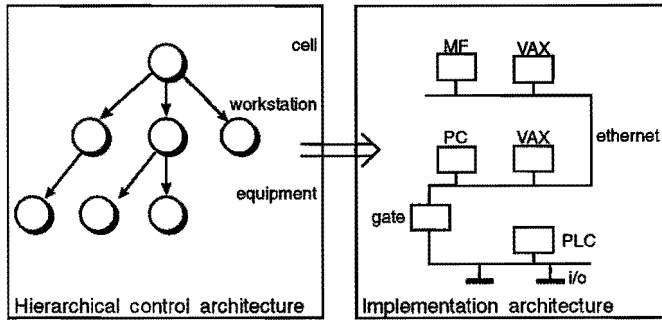 cell
workstation
equipment
Hierarchical control architecture
MF VAX
ethernet
PC VAX
gate
PLC
i/o
Implementation architecture